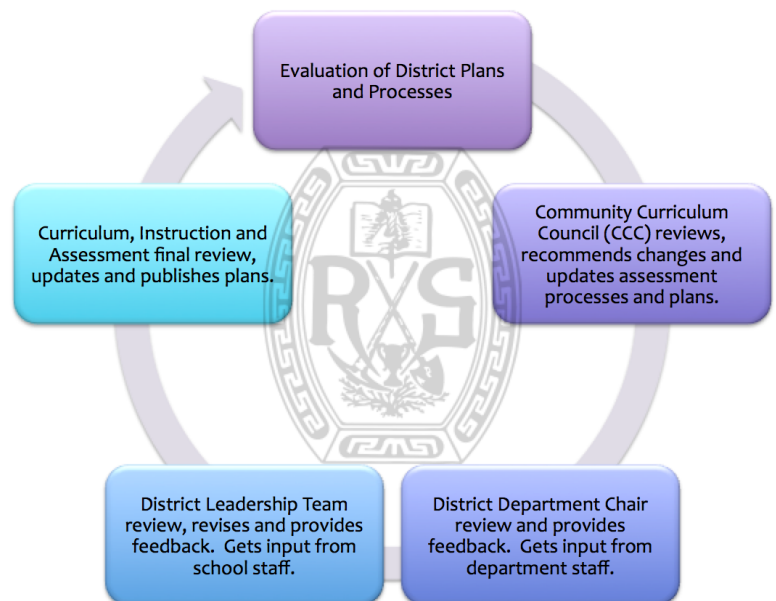 Evaluation of District Plans
and Processes
Community Curriculum
Council (CCC) reviews,
recommends changes and
updates assessment
processes and plans.
District Department Chair
review and provides
feedback.  Gets input from
department staff.
District Leadership Team
review, revises and provides
feedback.  Gets input from
school staff.
Curriculum, Instruction and
Assessment final review,
updates and publishes plans.
R S